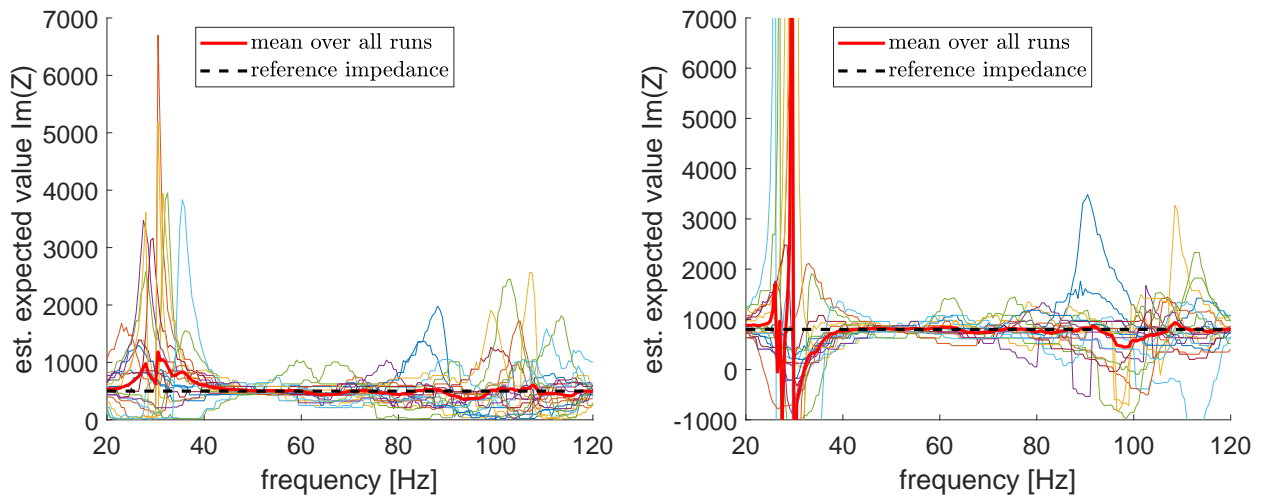 7000
6000
5000
4000
3000
2000
1000
0
est. expected value Im(Z)
mean over all runs
reference impedance
20 40 60 80 100 120
frequency [Hz]
7000
6000
5000
4000
3000
2000
1000
0
-1000
est. expected value Im(Z)
mean over all runs
reference impedance
20 40 60 80 100 120
frequency [Hz]